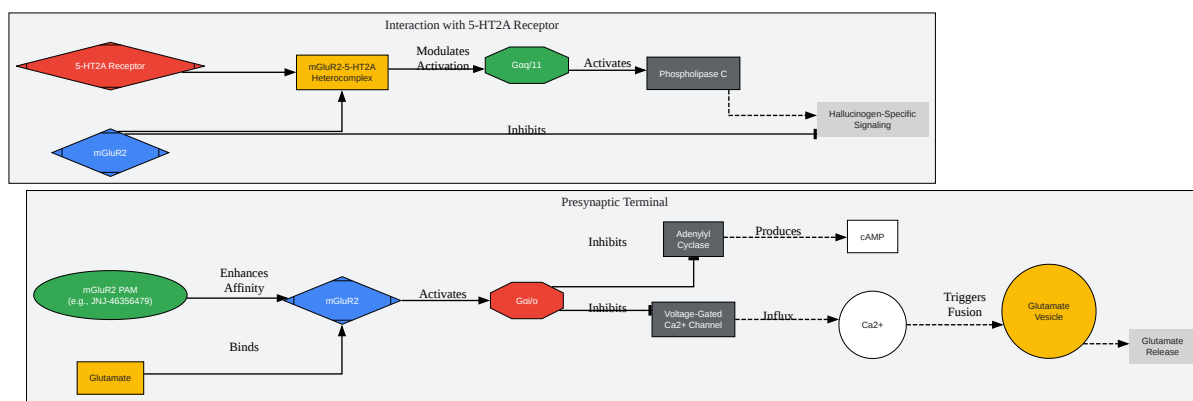 Interaction with 5-HT2A Receptor
5-HT2A Receptor
mGluR2-5-HT2A
Heterocomplex
Modulates
Activation
Gαq/11
Activates
Phospholipase C
Hallucinogen-Specific
Signaling
Inhibits
mGluR2
Presynaptic Terminal
mGluR2 PAM
(e.g., JNJ-46356479)
Enhances
Affinity
mGluR2
Activates
Gαi/o
Inhibits
Adenylyl
Cyclase
Produces
cAMP
Inhibits
Voltage-Gated
Ca2+ Channel
Influx
Ca2+
Triggers
Fusion
Glutamate
Vesicle
Glutamate
Release
Binds
Glutamate